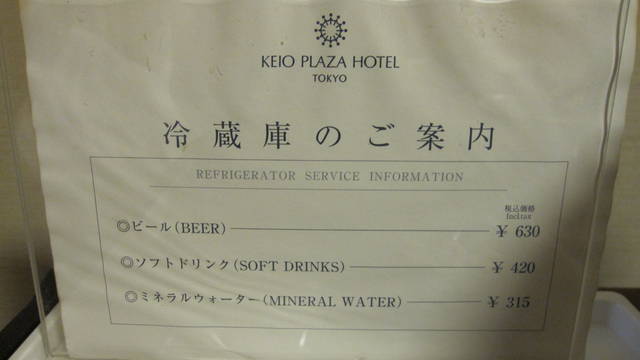 KEIO PLAZA HOTEL
TOKYO
冷蔵庫のご案内
REFRIGERATOR SERVICE INFORMATION
税込価格
Incl.tax
◎ビール(BEER) ¥ 630
◎ソフトドリンク(SOFT DRINKS) ¥ 420
◎ミネラルウォーター(MINERAL WATER) ¥ 315